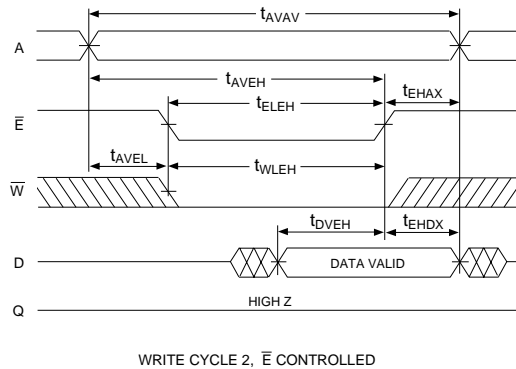 tAVAV
A
tAVEH
tELEH
tEHAX
E̅
tAVEL
tWLEH
W̅
tDVEH
tEHDX
D
DATA VALID
Q
HIGH Z
WRITE CYCLE 2, E̅ CONTROLLED